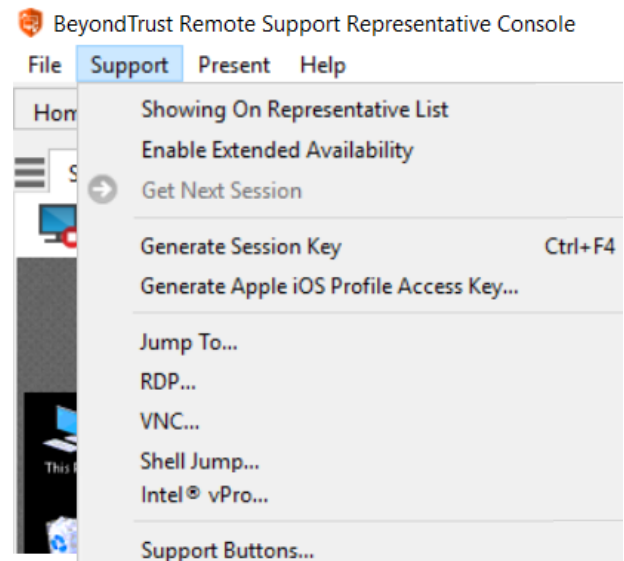 BeyondTrust Remote Support Representative Console
File Support Present Help
Showing On Representative List
Enable Extended Availability
Get Next Session
Generate Session Key Ctrl+F4
Generate Apple iOS Profile Access Key...
Jump To...
RDP...
VNC...
Shell Jump...
Intel® vPro...
Support Buttons...